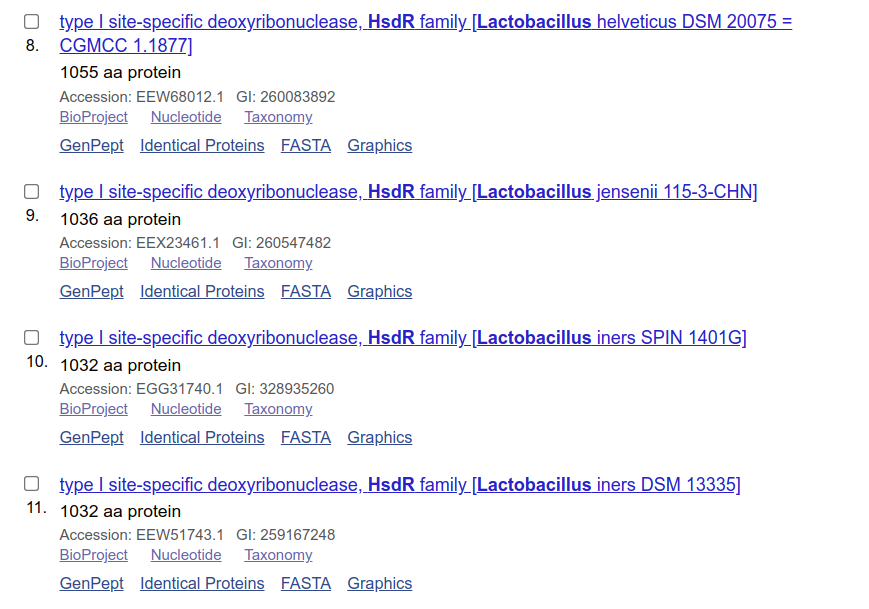 type I site-specific deoxyribonuclease, HsdR family [Lactobacillus helveticus DSM 20075 =
8. CGMCC 1.1877]
1055 aa protein
Accession: EEW68012.1 GI: 260083892
BioProject Nucleotide Taxonomy
GenPept Identical Proteins FASTA Graphics
type I site-specific deoxyribonuclease, HsdR family [Lactobacillus jensenii 115-3-CHN]
9. 1036 aa protein
Accession: EEX23461.1 GI: 260547482
BioProject Nucleotide Taxonomy
GenPept Identical Proteins FASTA Graphics
type I site-specific deoxyribonuclease, HsdR family [Lactobacillus iners SPIN 1401G]
10. 1032 aa protein
Accession: EGG31740.1 GI: 328935260
BioProject Nucleotide Taxonomy
GenPept Identical Proteins FASTA Graphics
type I site-specific deoxyribonuclease, HsdR family [Lactobacillus iners DSM 13335]
11. 1032 aa protein
Accession: EEW51743.1 GI: 259167248
BioProject Nucleotide Taxonomy
GenPept Identical Proteins FASTA Graphics